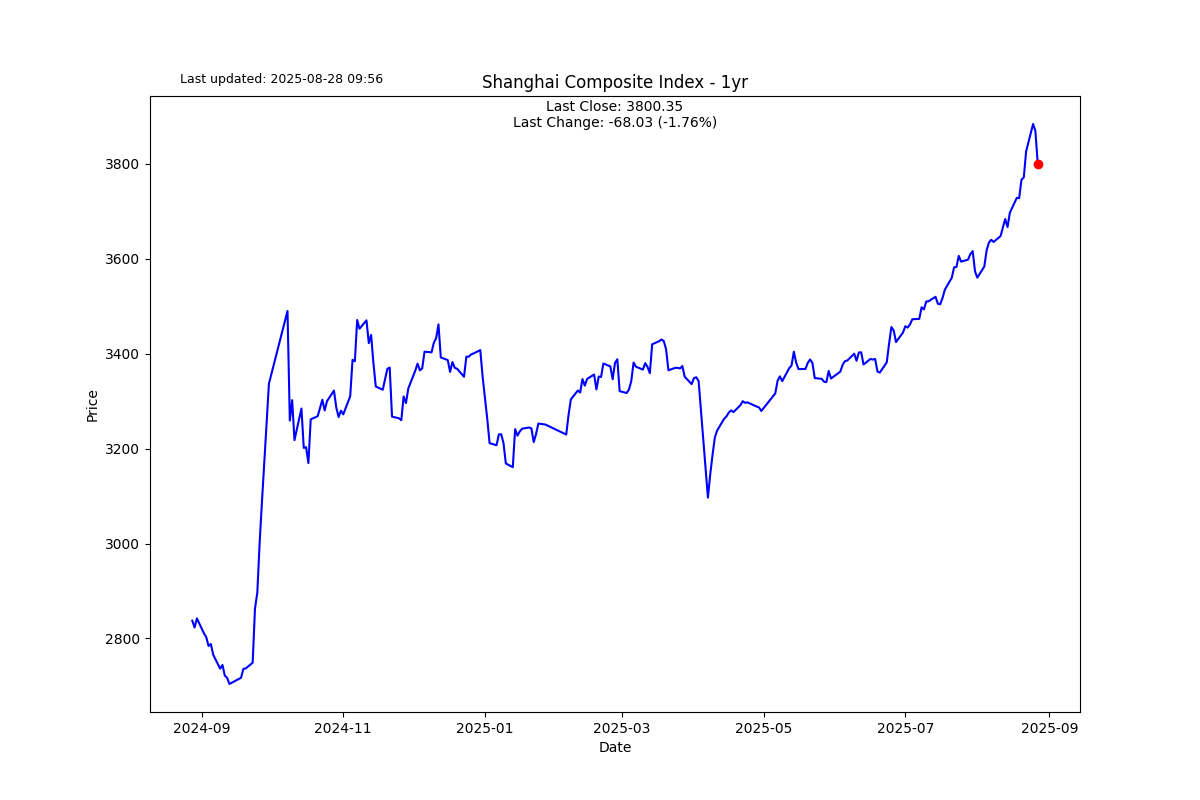 Last updated: 2025-08-28 09:56
Shanghai Composite Index - 1yr
Last Close: 3800.35
Last Change: -68.03 (-1.76%)
3800
3600
3400
3200
3000
2800
Price
2024-09
2024-11
2025-01
2025-03
2025-05
2025-07
2025-09
Date